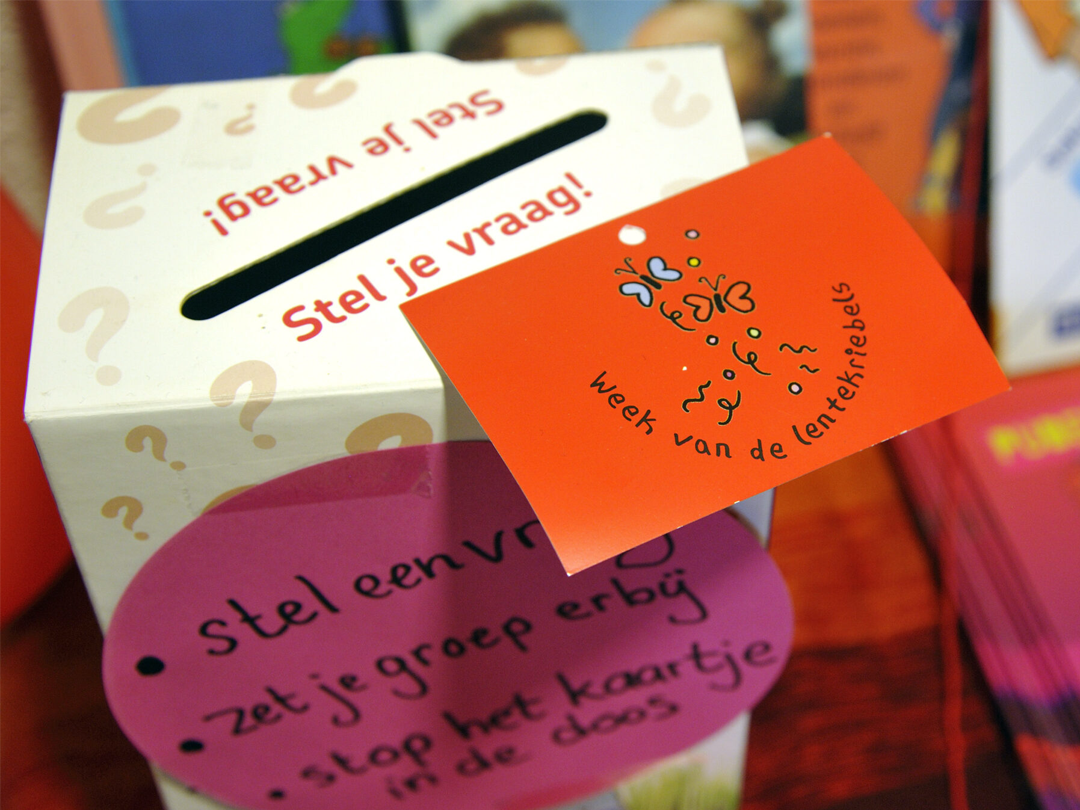 Stel je vraag!
Stel je vraag!
Week van de lentekriebels
stel een vr
zet je groep erbij
stop het kaartje
in de doos